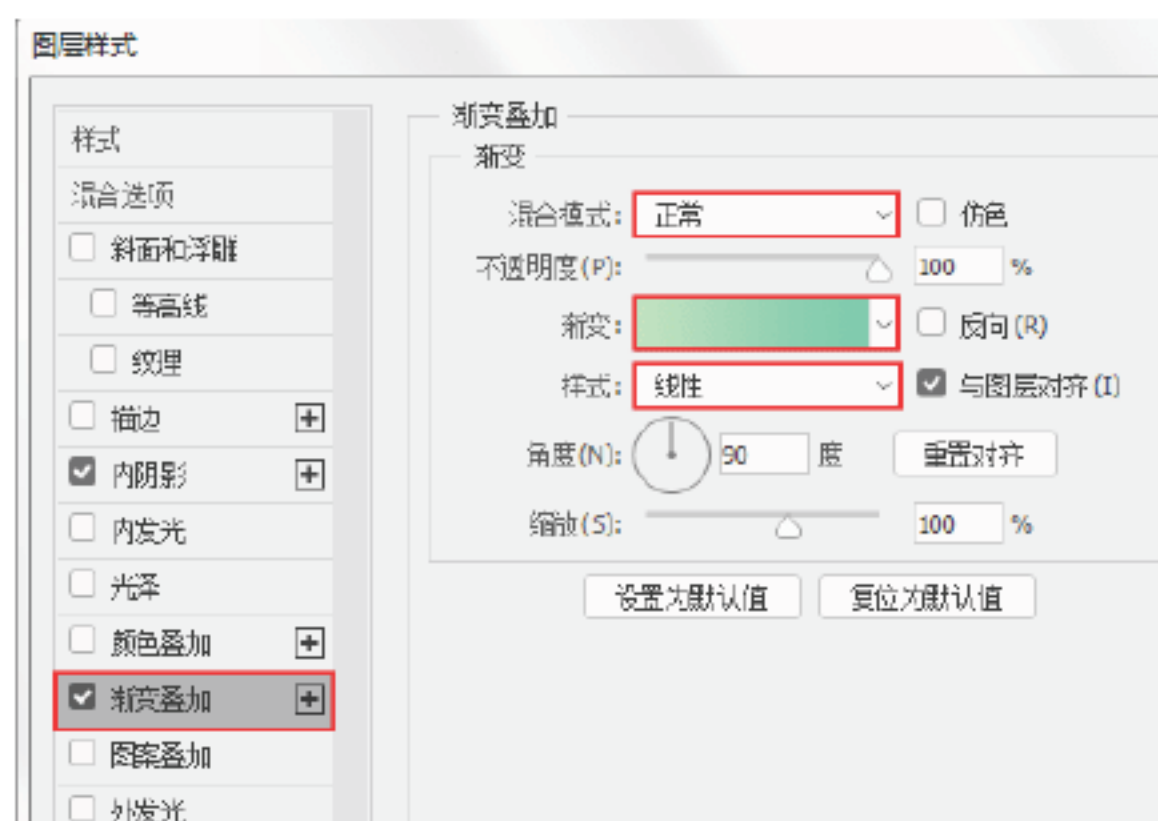 图层样式
样式
混合选项
斜面和浮雕
等高线
纹理
描边
内阴影
内发光
光泽
颜色叠加
渐变叠加
图案叠加
外发光
渐变叠加
渐变
混合模式: 正常 仿色
不透明度(P): 100 %
渐变: 反向(R)
样式: 线性 与图层对齐(I)
角度(N): 90 度 重置对齐
缩放(S): 100 %
设置为默认值 复位为默认值